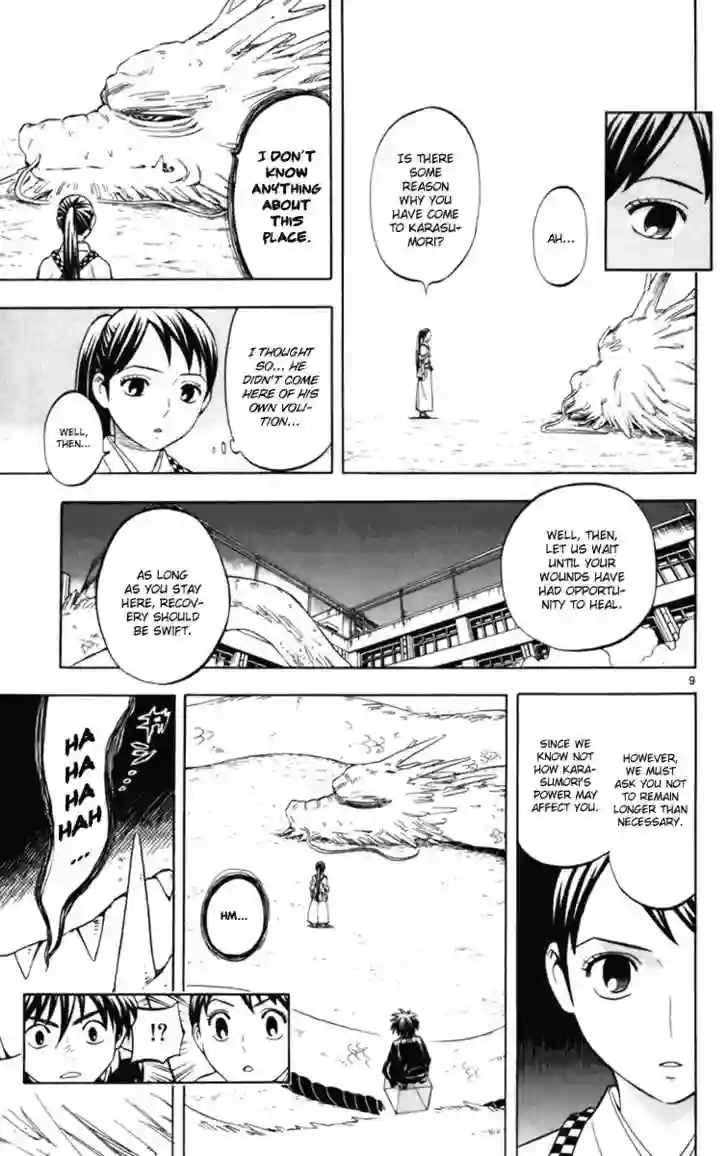 AH...
IS THERE
SOME
REASON
WHY YOU
HAVE COME
TO KARASU-
MORI?
I DON'T
KNOW
ANYTHING
ABOUT
THIS
PLACE.
I THOUGHT
SO... HE
DIDN'T COME
HERE OF HIS
OWN VOLI-
TION...
WELL,
THEN...
WELL, THEN,
LET US WAIT
UNTIL YOUR
WOUNDS HAVE
HAD OPPORTU-
NITY TO HEAL.
AS LONG
AS YOU STAY
HERE, RECOV-
ERY SHOULD
BE SWIFT.
9
HOWEVER,
WE MUST
ASK YOU NOT
TO REMAIN
LONGER THAN
NECESSARY.
SINCE WE
KNOW NOT
HOW KARA-
SUMORI'S
POWER MAY
AFFECT YOU.
HM...
HA
HA
HA
HAH
...
!?